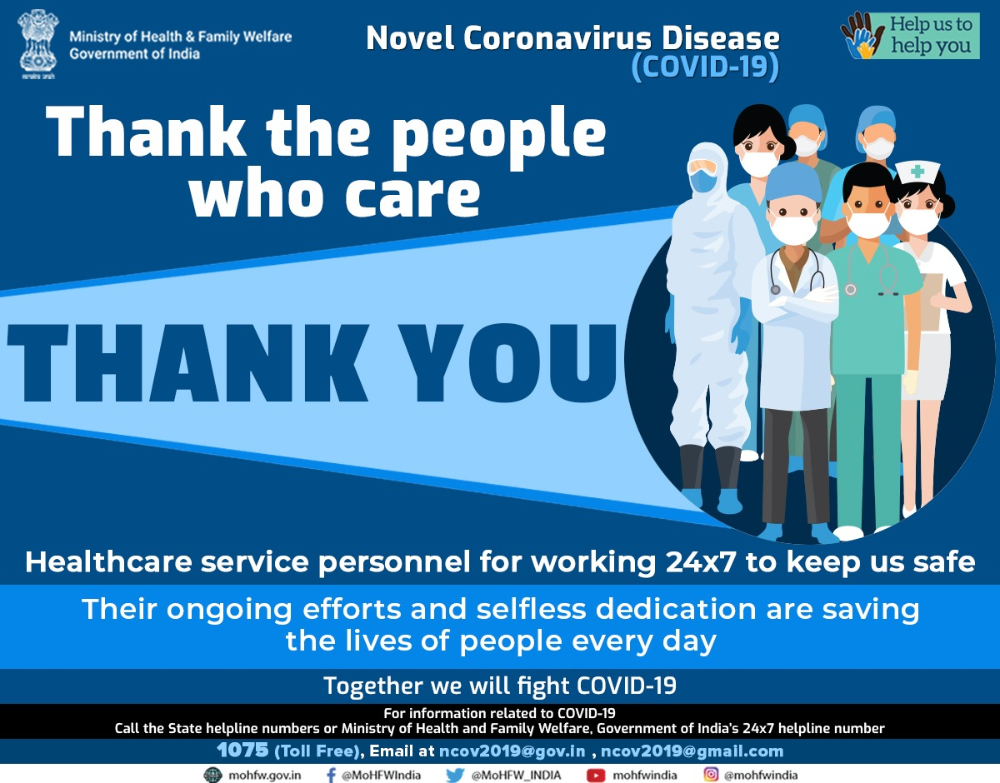 Ministry of Health & Family Welfare
Government of India
Novel Coronavirus Disease
(COVID-19)
Help us to
help you
Thank the people
who care
THANK YOU
Healthcare service personnel for working 24x7 to keep us safe
Their ongoing efforts and selfless dedication are saving
the lives of people every day
Together we will fight COVID-19
For information related to COVID-19
Call the State helpline numbers or Ministry of Health and Family Welfare, Government of India's 24x7 helpline number
1075 (Toll Free), Email at ncov2019@gov.in , ncov2019@gmail.com
mohfw.gov.in @MoHFWIndia @MoHFW_INDIA mohfwindia @mohfwindia